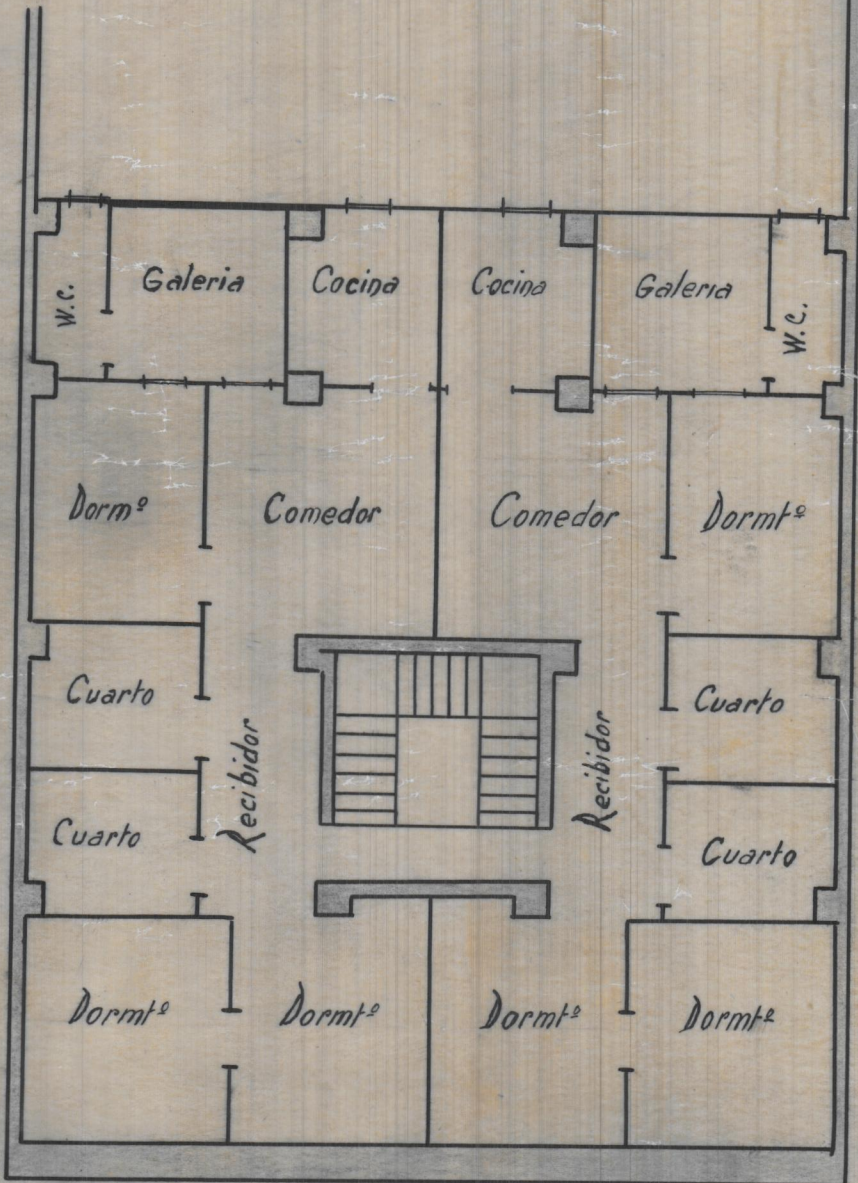 W.C.
Galeria
Cocina
Cocina
Galeria
W.C.
Dormº
Comedor
Comedor
Dormtº
Cuarto
Cuarto
Recibidor
Recibidor
Cuarto
Cuarto
Dormtº
Dormtº
Dormtº
Dormtº